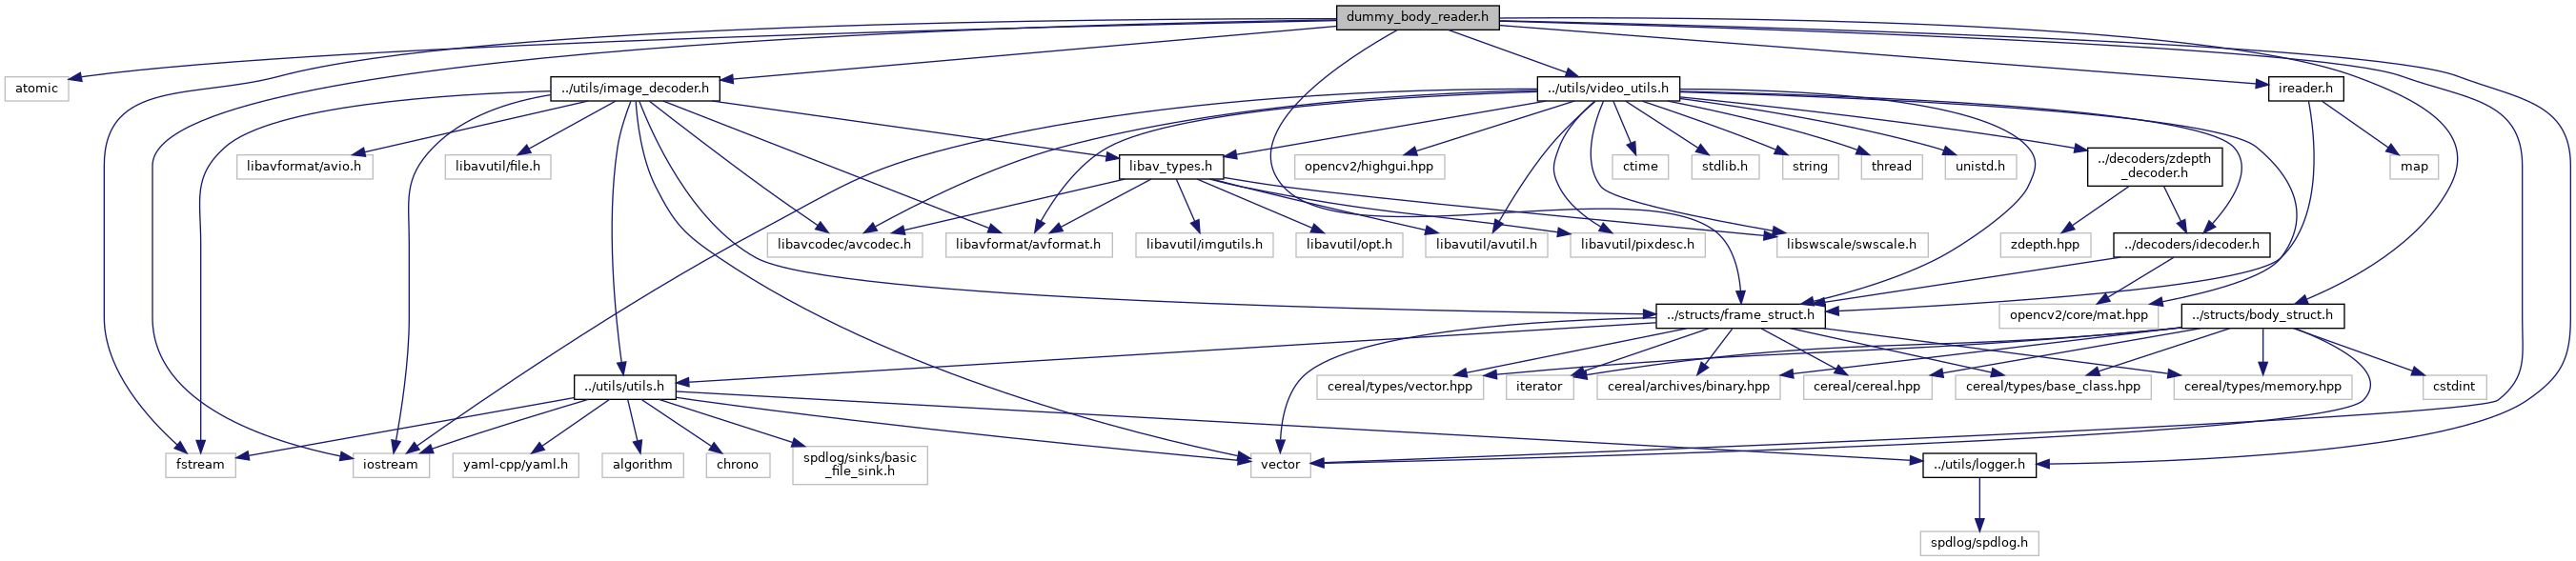 dummy_body_reader.h
atomic
../utils/image_decoder.h
../utils/video_utils.h
ireader.h
libavformat/avio.h
libavutil/file.h
libav_types.h
opencv2/highgui.hpp
ctime
stdlib.h
string
thread
unistd.h
../decoders/zdepth
_decoder.h
map
libavcodec/avcodec.h
libavformat/avformat.h
libavutil/imgutils.h
libavutil/opt.h
libavutil/avutil.h
libavutil/pixdesc.h
libswscale/swscale.h
zdepth.hpp
../decoders/idecoder.h
../structs/frame_struct.h
opencv2/core/mat.hpp
../structs/body_struct.h
../utils/utils.h
cereal/types/vector.hpp
iterator
cereal/archives/binary.hpp
cereal/cereal.hpp
cereal/types/base_class.hpp
cereal/types/memory.hpp
cstdint
fstream
iostream
yaml-cpp/yaml.h
algorithm
chrono
spdlog/sinks/basic
_file_sink.h
vector
../utils/logger.h
spdlog/spdlog.h